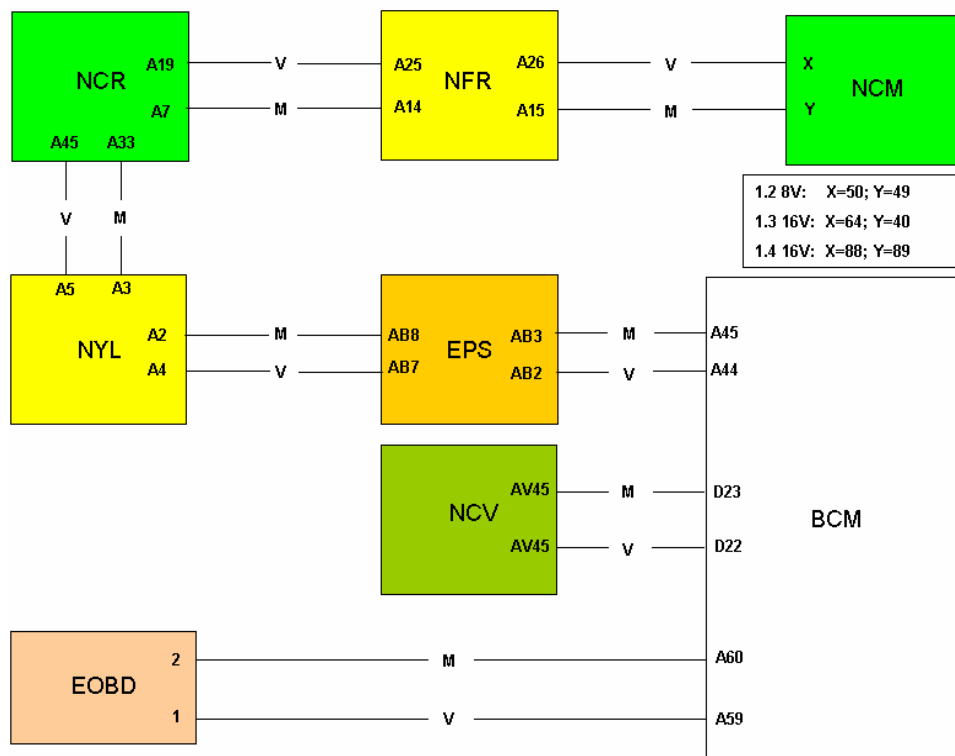 NCR
A19
A7
A45 A33
V
M
A25
A14
NFR
A26
A15
V
M
X
Y
NCM
V M
1.2 8V: X=50; Y=49
1.3 16V: X=64; Y=40
1.4 16V: X=88; Y=89
A5 A3
NYL
A2
A4
M
V
AB8
AB7
EPS
AB3
AB2
M
V
A45
A44
NCV
AV45
AV45
M
V
D23
D22
BCM
EOBD
2
1
M
V
A60
A59